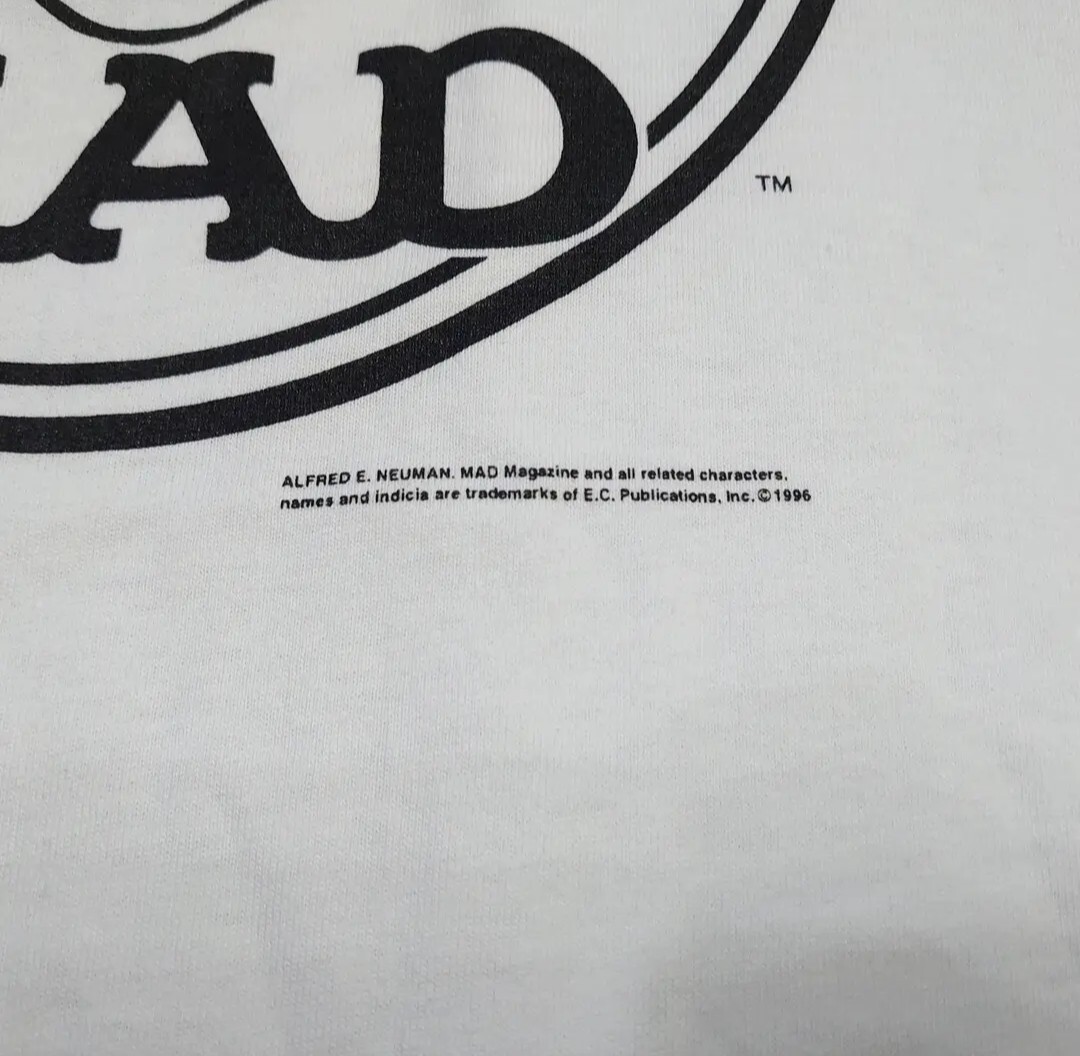 MAD
TM
ALFRED E. NEUMAN. MAD Magazine and all related characters,
names and indicia are trademarks of E.C. Publications, Inc.©1996